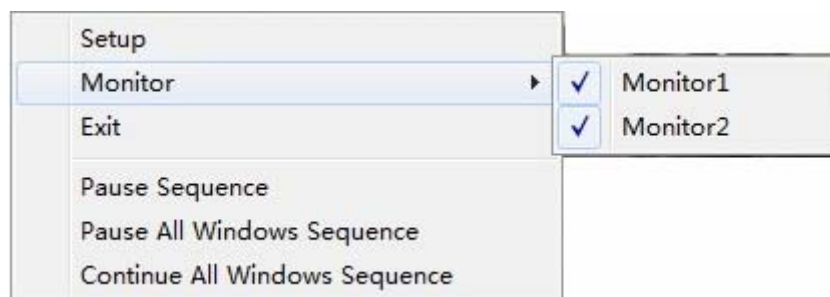 Setup
Monitor
Monitor1
Monitor2
Exit
Pause Sequence
Pause All Windows Sequence
Continue All Windows Sequence